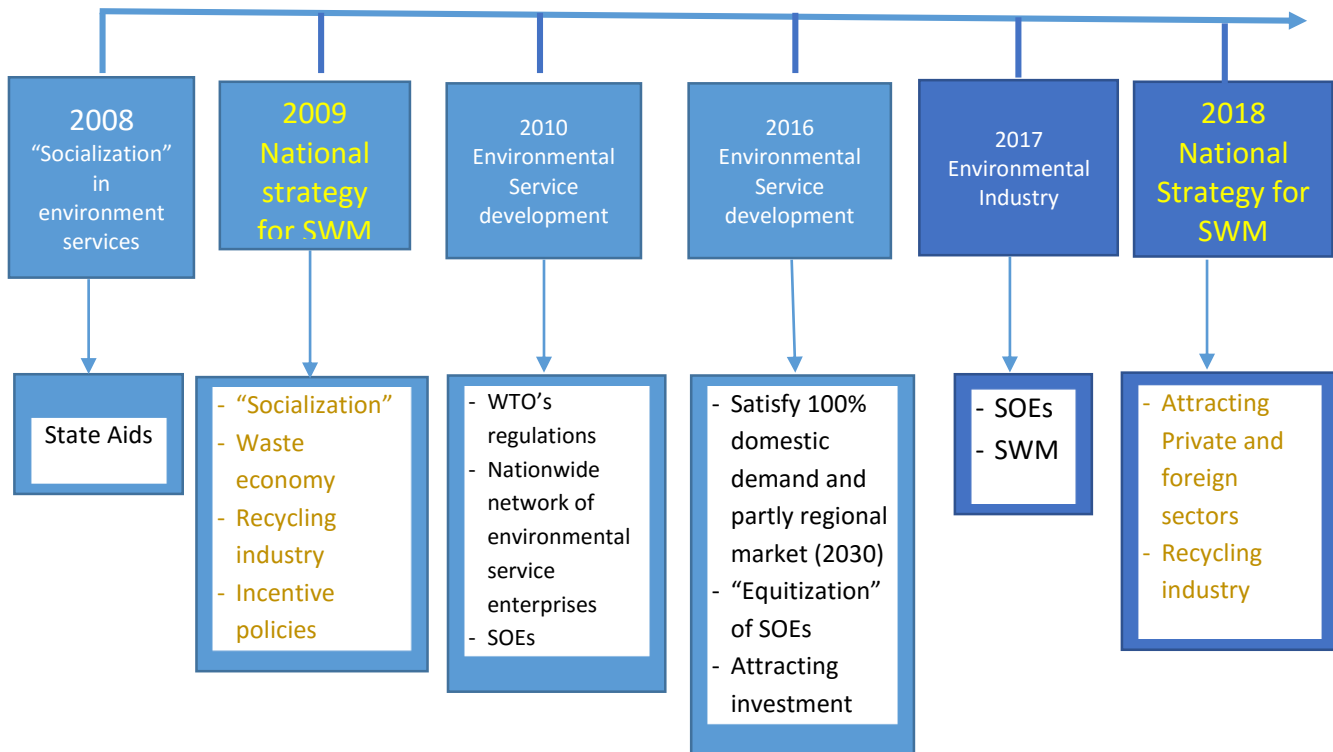 2008
“Socialization”
in
environment
services
2009
National
strategy
for SWM
2010
Environmental
Service
development
2016
Environmental
Service
development
2017
Environmental
Industry
2018
National
Strategy for
SWM
State Aids
- “Socialization”
- Waste
economy
- Recycling
industry
- Incentive
policies
- WTO’s
regulations
- Nationwide
network of
environmental
service
enterprises
- SOEs
- Satisfy 100%
domestic
demand and
partly regional
market (2030)
- “Equitization”
of SOEs
- Attracting
investment
- SOEs
- SWM
- Attracting
Private and
foreign
sectors
- Recycling
industry